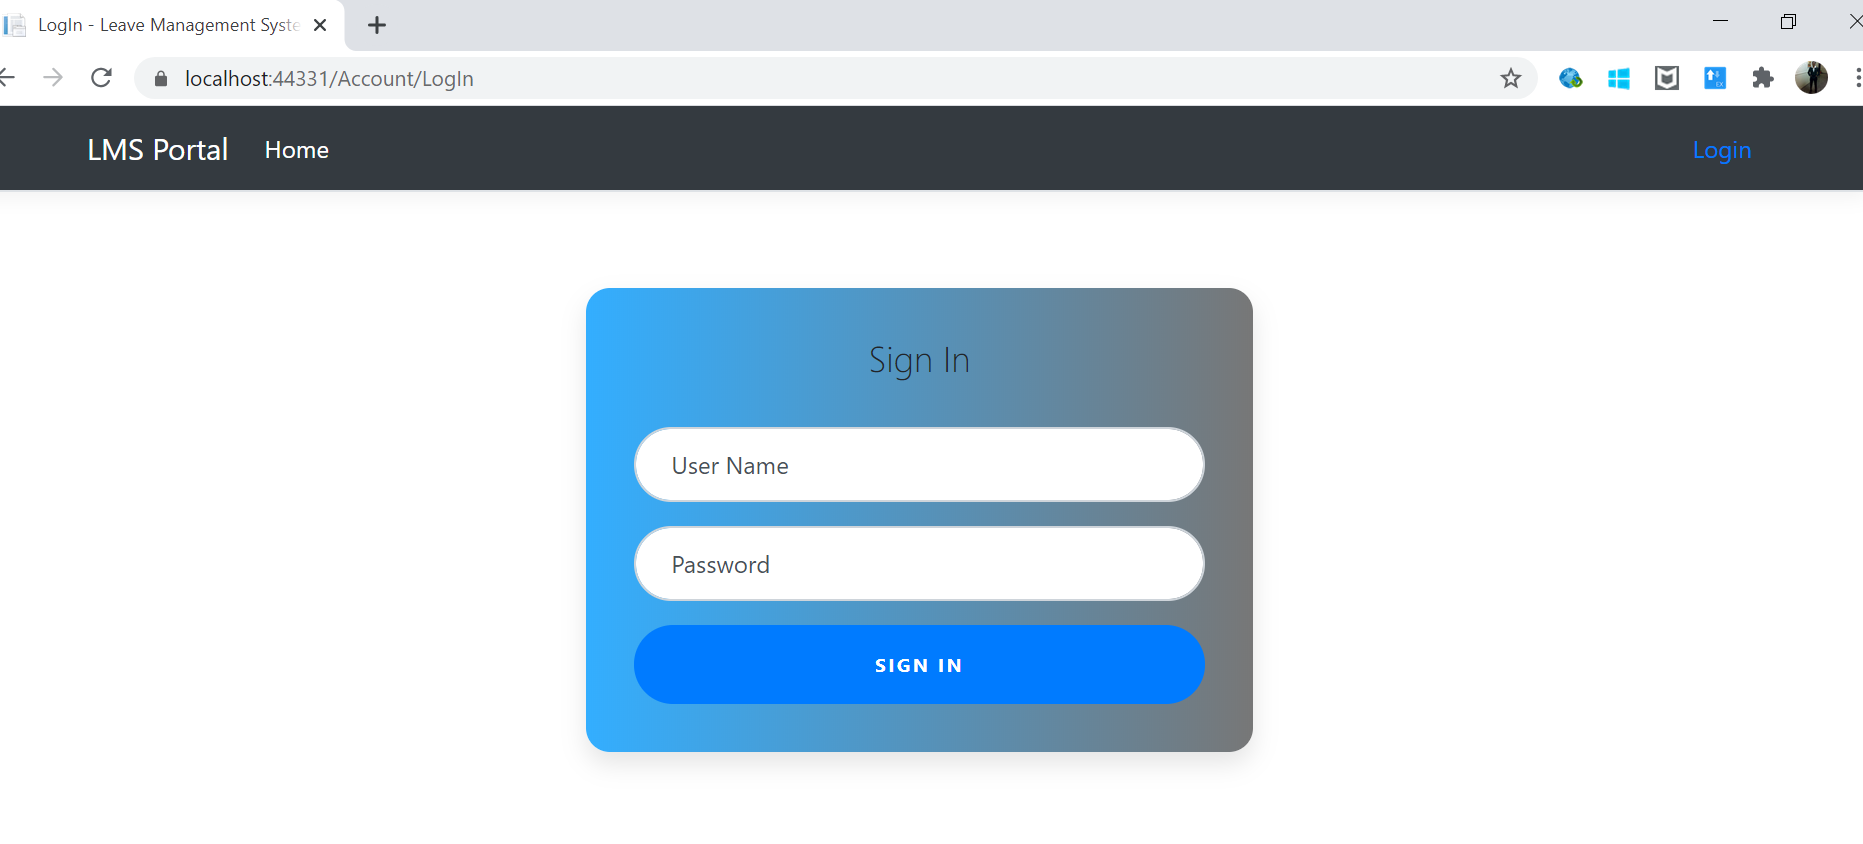 LogIn - Leave Management Syste
localhost:44331/Account/LogIn
LMS Portal Home Login
Sign In
User Name
Password
SIGN IN